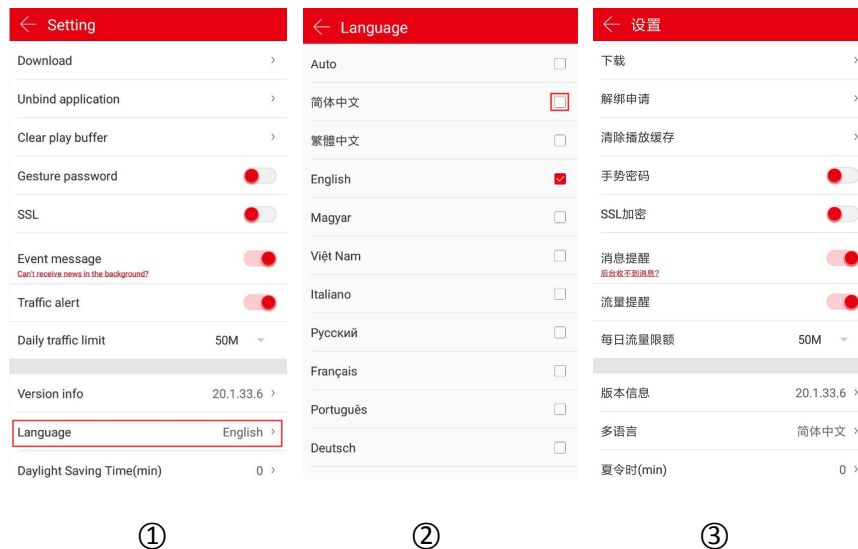 Setting
Download
Unbind application
Clear play buffer
Gesture password
SSL
Event message
Can't receive news in the background?
Traffic alert
Daily traffic limit 50M
Version info 20.1.33.6
Language English
Daylight Saving Time(min) 0
①
Language
Auto
简体中文
繁體中文
English
Magyar
Việt Nam
Italiano
Русский
Français
Português
Deutsch
②
设置
下载
解绑申请
清除播放缓存
手势密码
SSL加密
消息提醒
后台收不到消息?
流量提醒
每日流量限额 50M
版本信息 20.1.33.6
多语言 简体中文
夏令时(min) 0
③